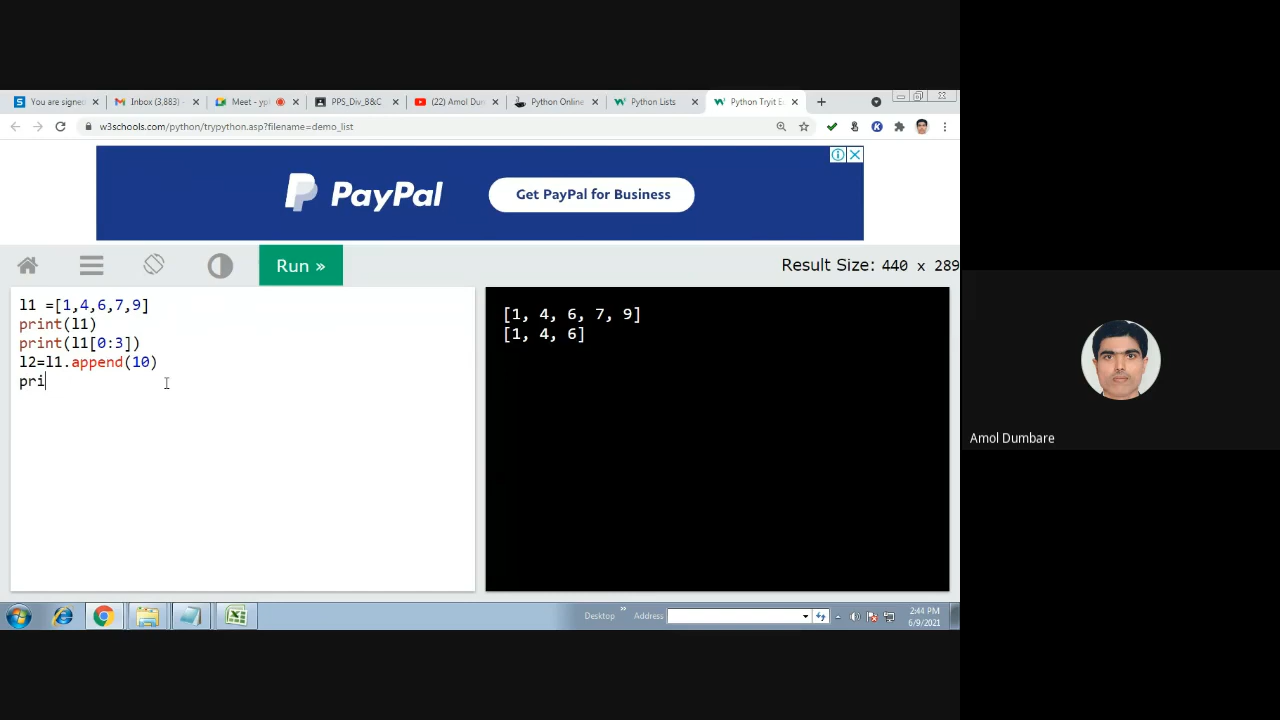 You are signe
Inbox (3,883) -
Meet - yp
PPS_Div_B&C
(22) Amol Dum
Python Online
Python Lists
Python Tryit E
w3schools.com/python/trypython.asp?filename=demo_list
PayPal
Get PayPal for Business
Run »
Result Size: 440 x 289
l1 =[1,4,6,7,9]
print(l1)
print(l1[0:3])
l2=l1.append(10)
pri
[1, 4, 6, 7, 9]
[1, 4, 6]
Amol Dumbare
Desktop
»
Address
2:44 PM
6/9/2021